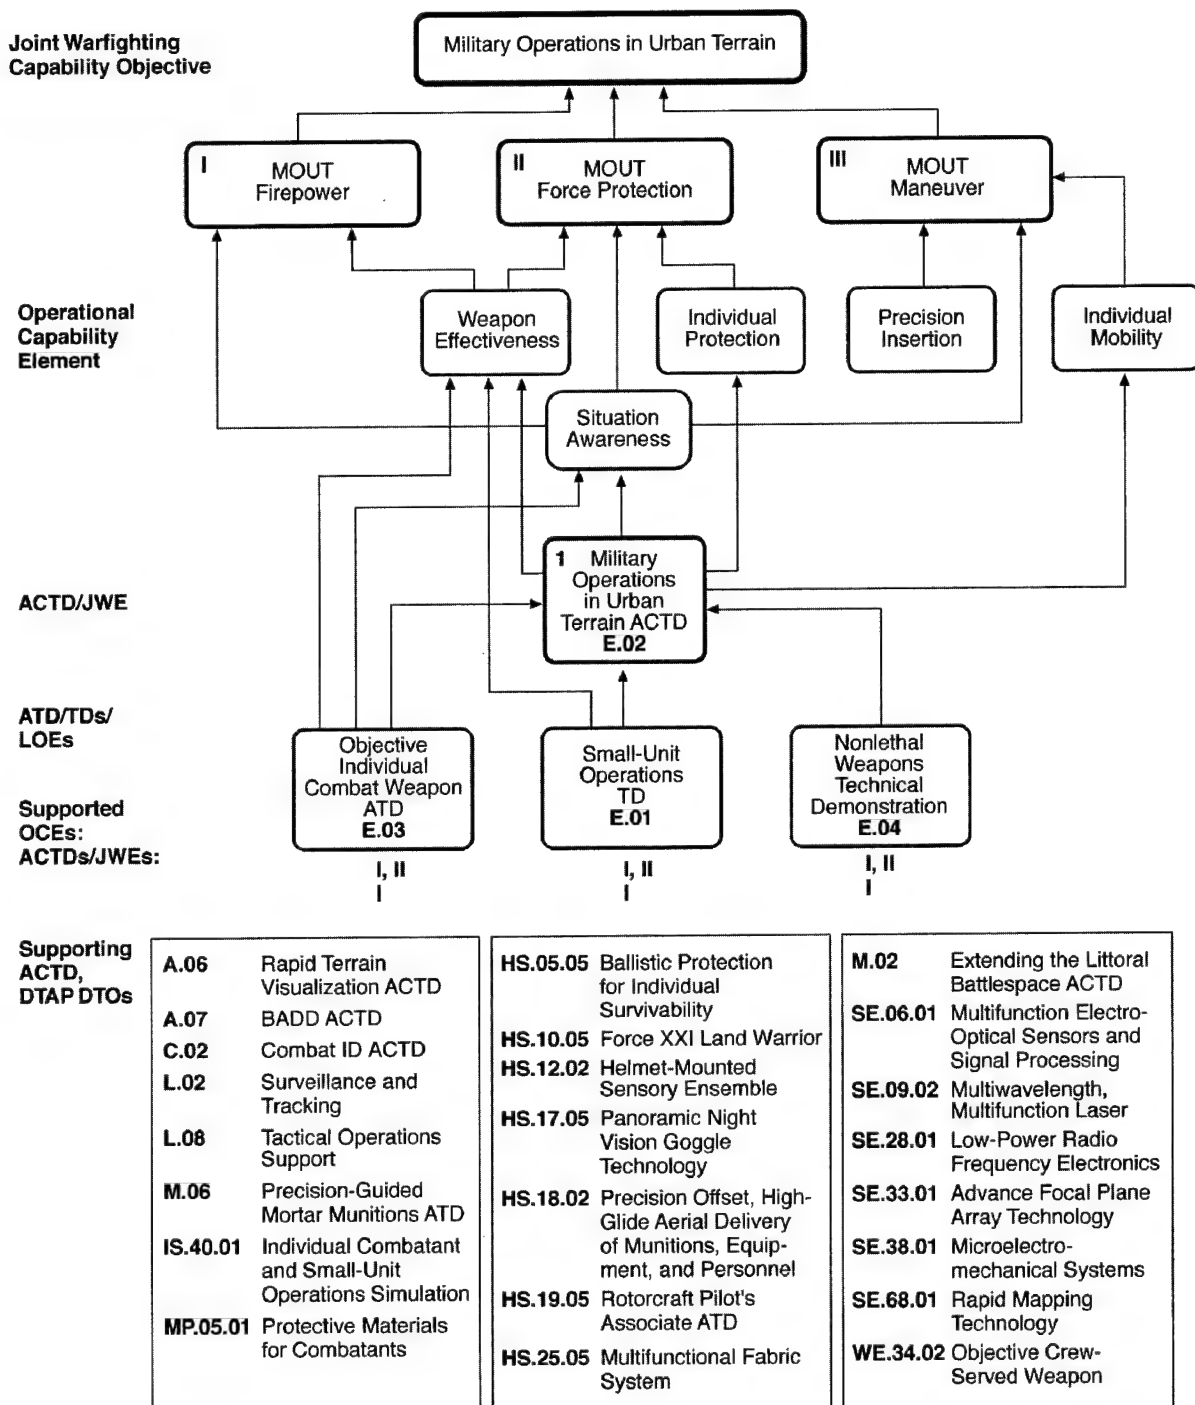 Joint Warfighting
Capability Objective
Military Operations in Urban Terrain
I
MOUT
Firepower
II
MOUT
Force Protection
III
MOUT
Maneuver
Operational
Capability
Element
Weapon
Effectiveness
Individual
Protection
Precision
Insertion
Individual
Mobility
Situation
Awareness
ACTD/JWE
1 Military
Operations
in Urban
Terrain ACTD
E.02
ATD/TDs/
LOEs
Objective
Individual
Combat Weapon
ATD
E.03
Small-Unit
Operations
TD
E.01
Nonlethal
Weapons
Technical
Demonstration
E.04
Supported
OCEs:
ACTDs/JWEs:
I, II
I
I, II
I
I, II
I
Supporting
ACTD,
DTAP DTOs
A.06 Rapid Terrain
Visualization ACTD
A.07 BADD ACTD
C.02 Combat ID ACTD
L.02 Surveillance and
Tracking
L.08 Tactical Operations
Support
M.06 Precision-Guided
Mortar Munitions ATD
IS.40.01 Individual Combatant
and Small-Unit
Operations Simulation
MP.05.01 Protective Materials
for Combatants
HS.05.05 Ballistic Protection
for Individual
Survivability
HS.10.05 Force XXI Land Warrior
HS.12.02 Helmet-Mounted
Sensory Ensemble
HS.17.05 Panoramic Night
Vision Goggle
Technology
HS.18.02 Precision Offset, High-
Glide Aerial Delivery
of Munitions, Equip-
ment, and Personnel
HS.19.05 Rotorcraft Pilot's
Associate ATD
HS.25.05 Multifunctional Fabric
System
M.02 Extending the Littoral
Battlespace ACTD
SE.06.01 Multifunction Electro-
Optical Sensors and
Signal Processing
SE.09.02 Multiwavelength,
Multifunction Laser
SE.28.01 Low-Power Radio
Frequency Electronics
SE.33.01 Advance Focal Plane
Array Technology
SE.38.01 Microelectro-
mechanical Systems
SE.68.01 Rapid Mapping
Technology
WE.34.02 Objective Crew-
Served Weapon